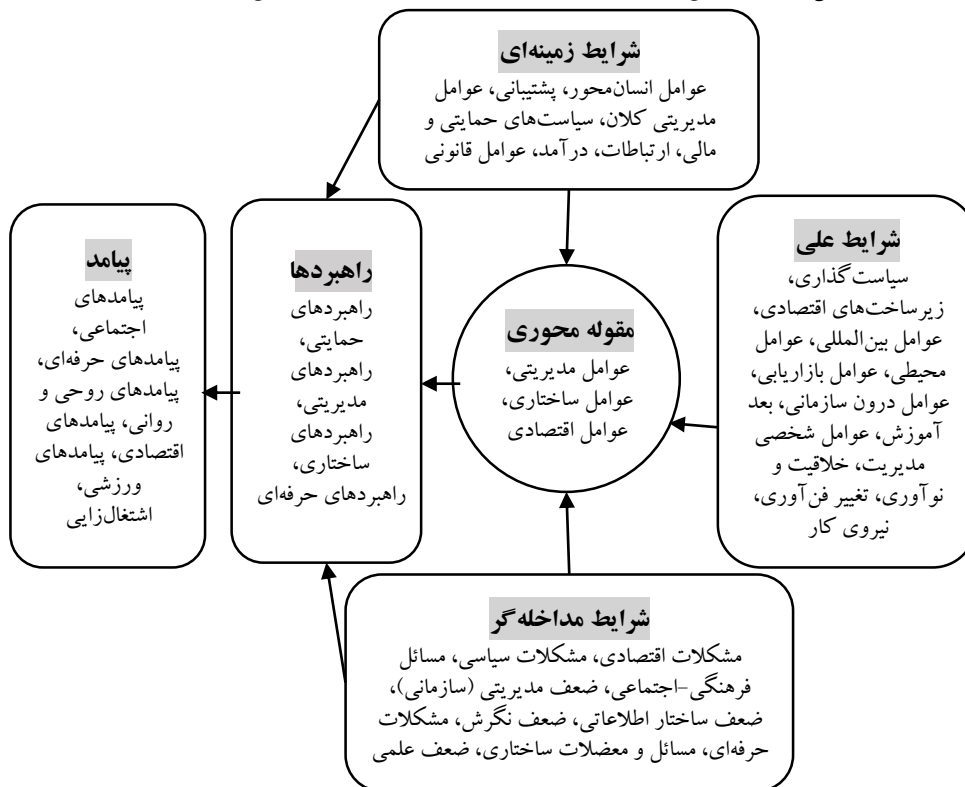 شرایط زمینه‌ای
عوامل انسان‌محور، پشتیبانی، عوامل
مدیریتی کلان، سیاست‌های حمایتی و
مالی، ارتباطات، درآمد، عوامل قانونی
شرایط علی
سیاست‌گذاری،
زیرساخت‌های اقتصادی،
عوامل بین‌المللی، عوامل
محیطی، عوامل بازاریابی،
عوامل درون سازمانی، بعد
آموزش، عوامل شخصی
مدیریت، خلاقیت و
نوآوری، تغییر فن‌آوری،
نیروی کار
مقوله محوری
عوامل مدیریتی،
عوامل ساختاری،
عوامل اقتصادی
راهبردها
راهبردهای
حمایتی،
راهبردهای
مدیریتی،
راهبردهای
ساختاری،
راهبردهای حرفه‌ای
پیامد
پیامدهای
اجتماعی،
پیامدهای حرفه‌ای،
پیامدهای روحی و
روانی، پیامدهای
اقتصادی، پیامدهای
ورزشی،
اشتغال‌زایی
شرایط مداخله‌گر
مشکلات اقتصادی، مشکلات سیاسی، مسائل
فرهنگی-اجتماعی، ضعف مدیریتی (سازمانی)،
ضعف ساختار اطلاعاتی، ضعف نگرش، مشکلات
حرفه‌ای، مسائل و معضلات ساختاری، ضعف علمی